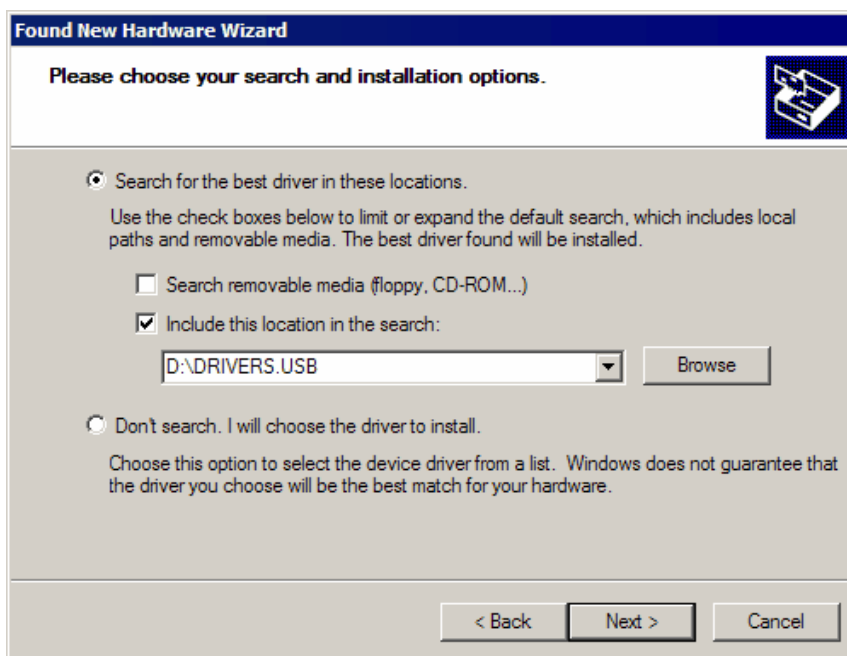 Found New Hardware Wizard
Please choose your search and installation options.
Search for the best driver in these locations.
Use the check boxes below to limit or expand the default search, which includes local
paths and removable media. The best driver found will be installed.
Search removable media (floppy, CD-ROM...)
Include this location in the search:
D:\DRIVERS.USB
Browse
Don't search. I will choose the driver to install.
Choose this option to select the device driver from a list. Windows does not guarantee that
the driver you choose will be the best match for your hardware.
< Back Next > Cancel